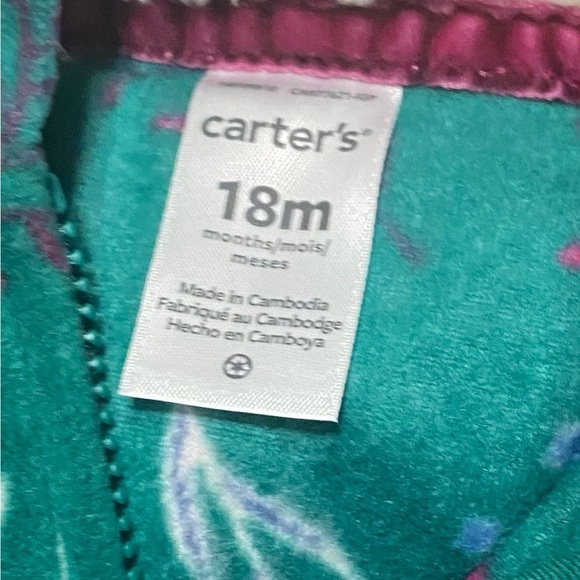 carter's®
18m
months/mois/
meses
Made in Cambodia
Fabriqué au Cambodge
Hecho en Camboya